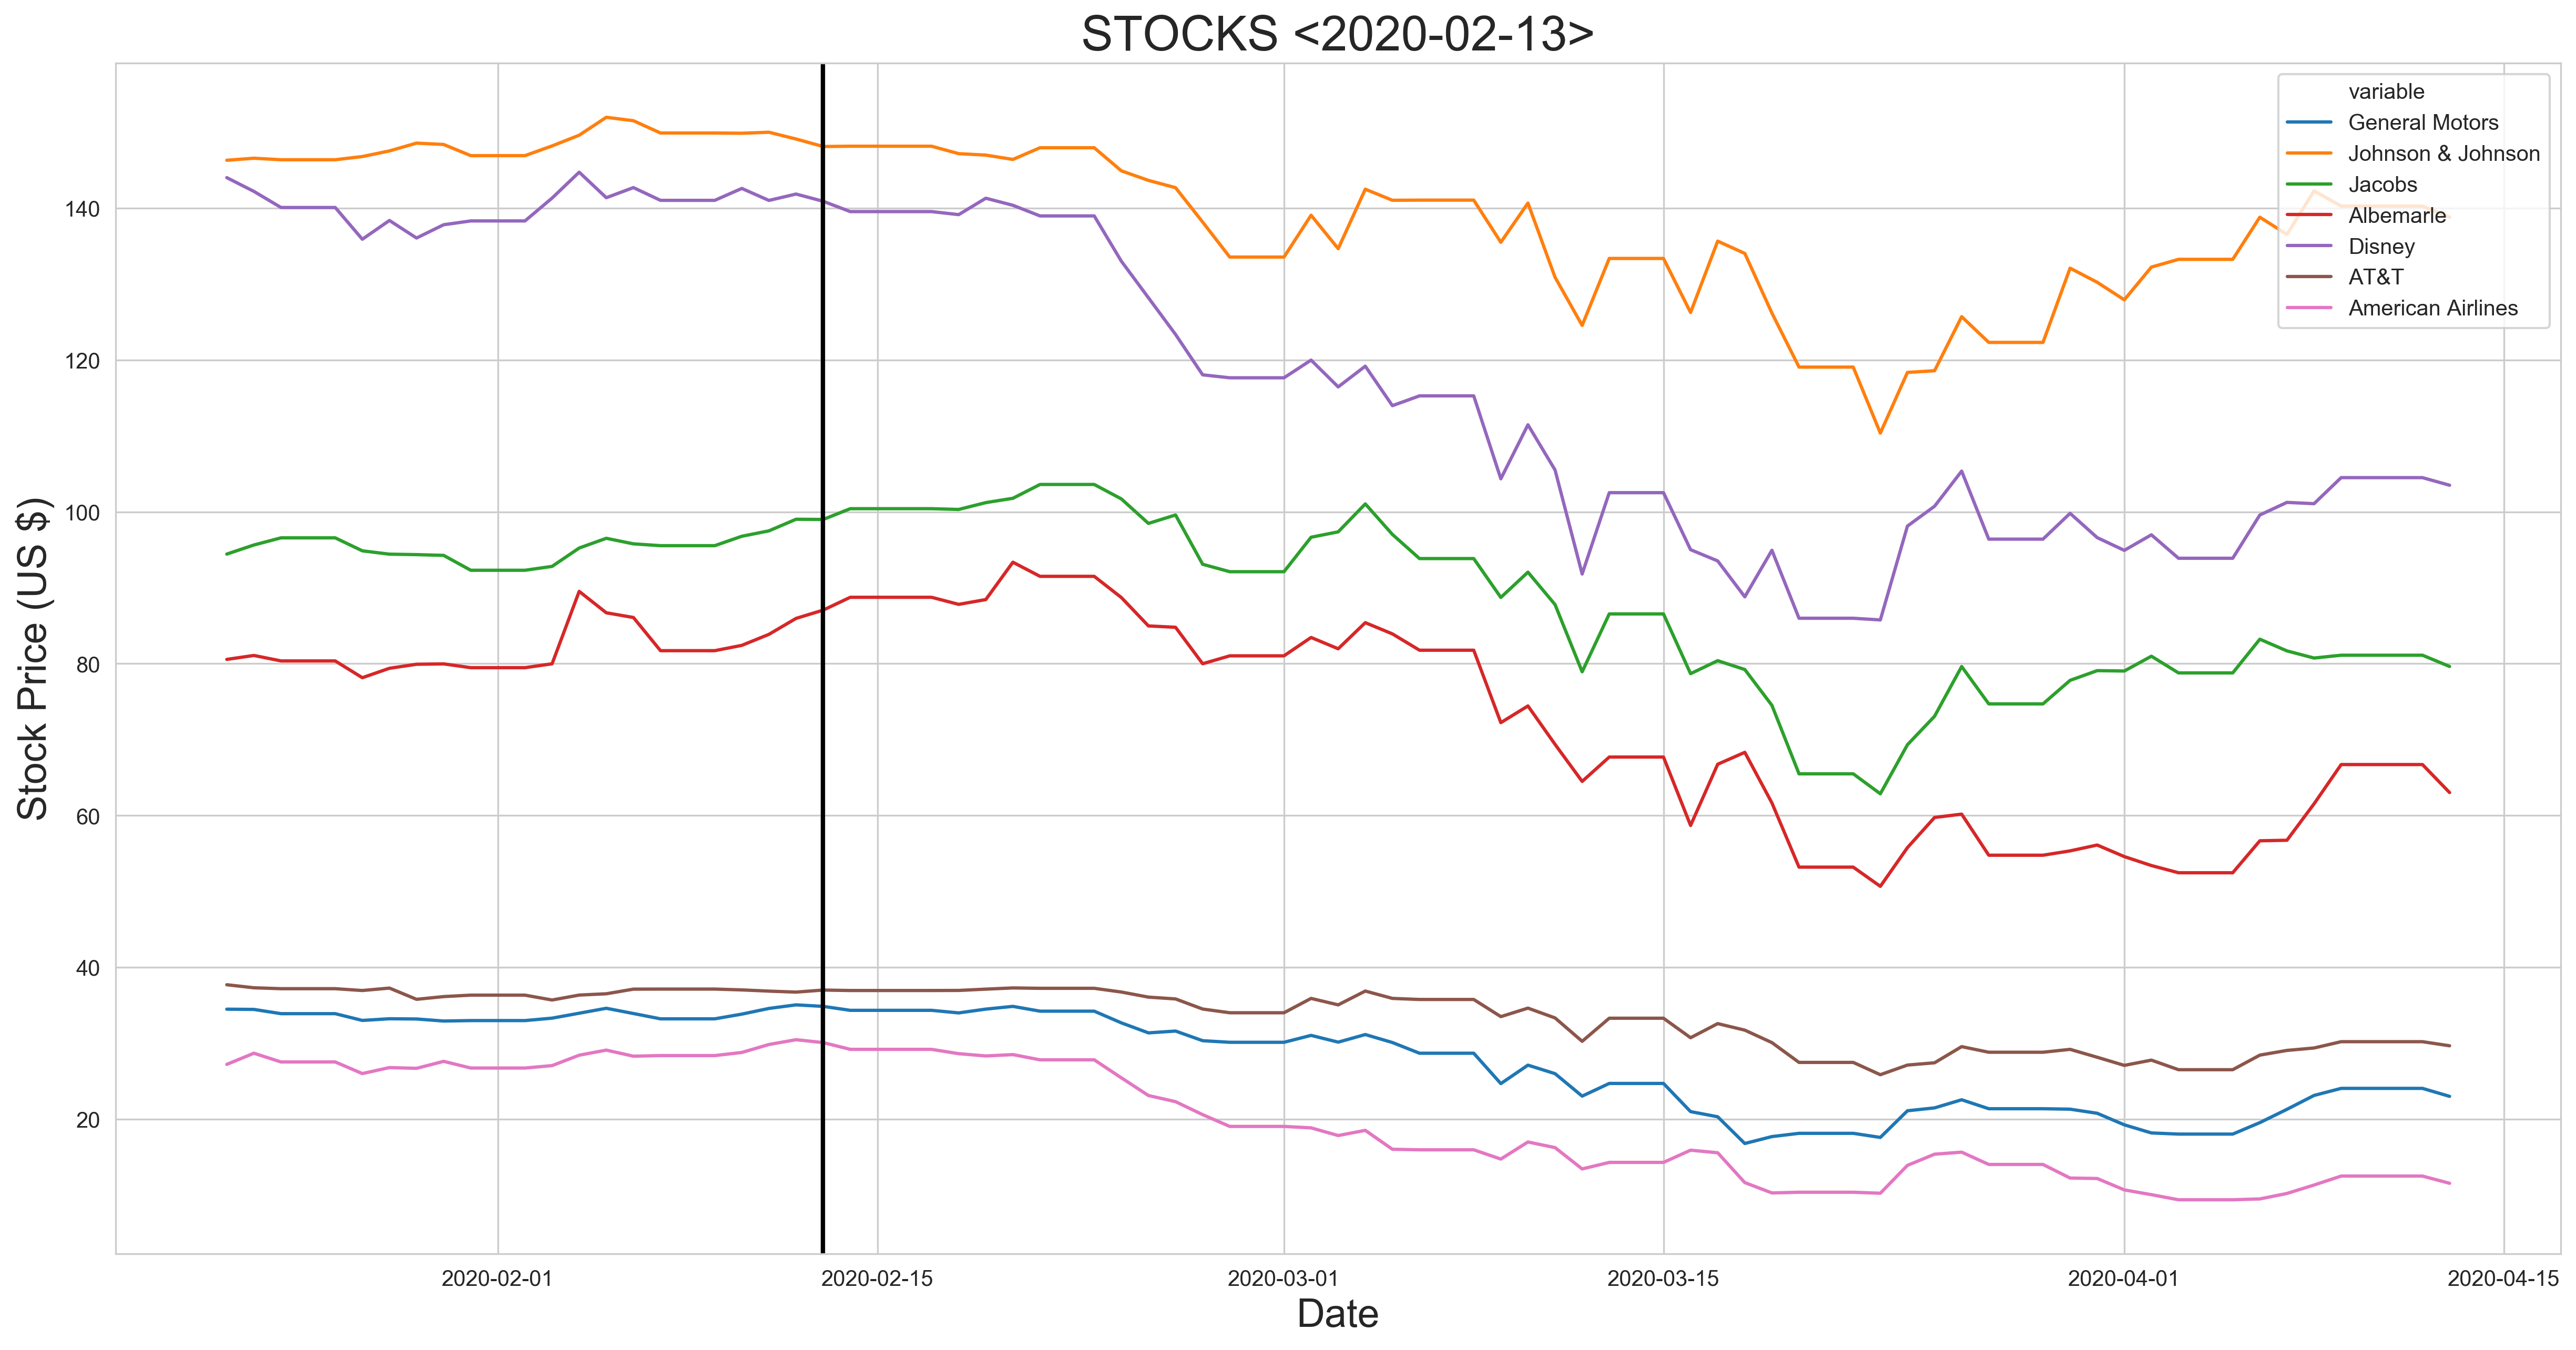 STOCKS <2020-02-13>
variable
General Motors
Johnson & Johnson
Jacobs
Albemarle
Disney
AT&T
American Airlines
Stock Price (US $)
140
120
100
80
60
40
20
2020-02-01 2020-02-15 2020-03-01 2020-03-15 2020-04-01 2020-04-15
Date